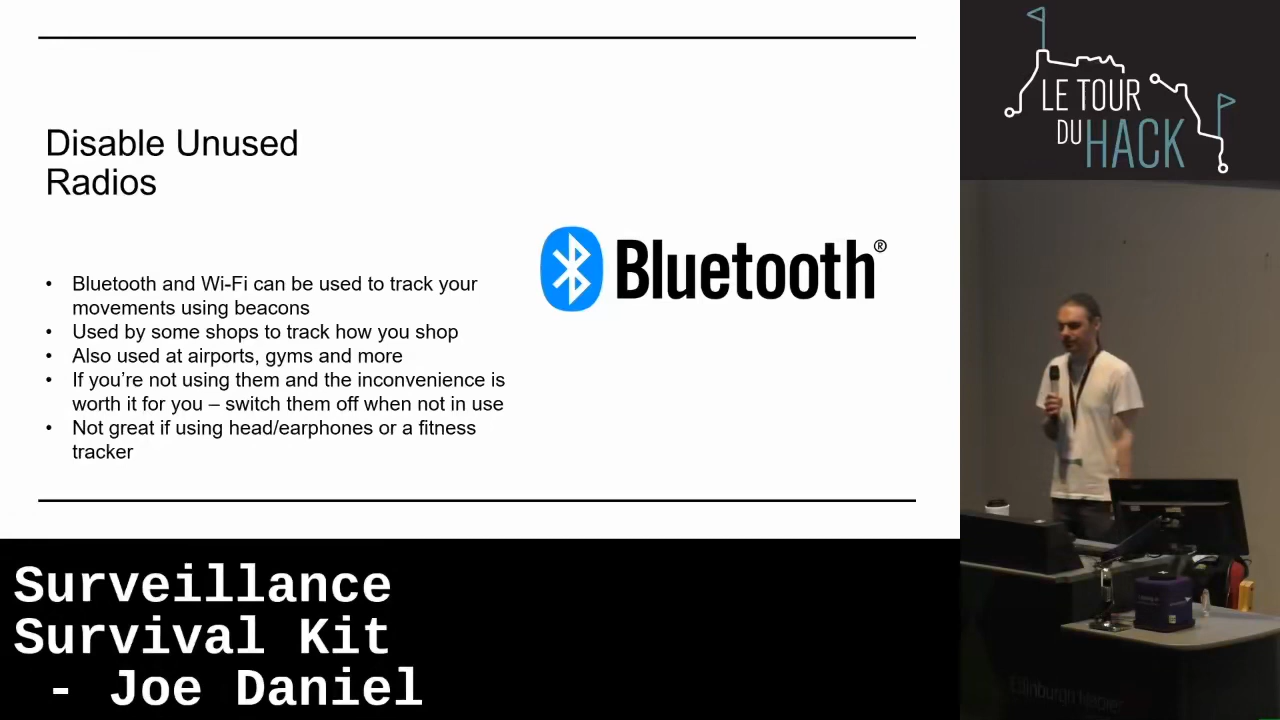 Disable Unused
Radios
• Bluetooth and Wi-Fi can be used to track your
movements using beacons
• Used by some shops to track how you shop
• Also used at airports, gyms and more
• If you’re not using them and the inconvenience is
worth it for you – switch them off when not in use
• Not great if using head/earphones or a fitness
tracker
Bluetooth®
LE TOUR
DU HACK
Edinburgh Napier
Surveillance
Survival Kit
- Joe Daniel